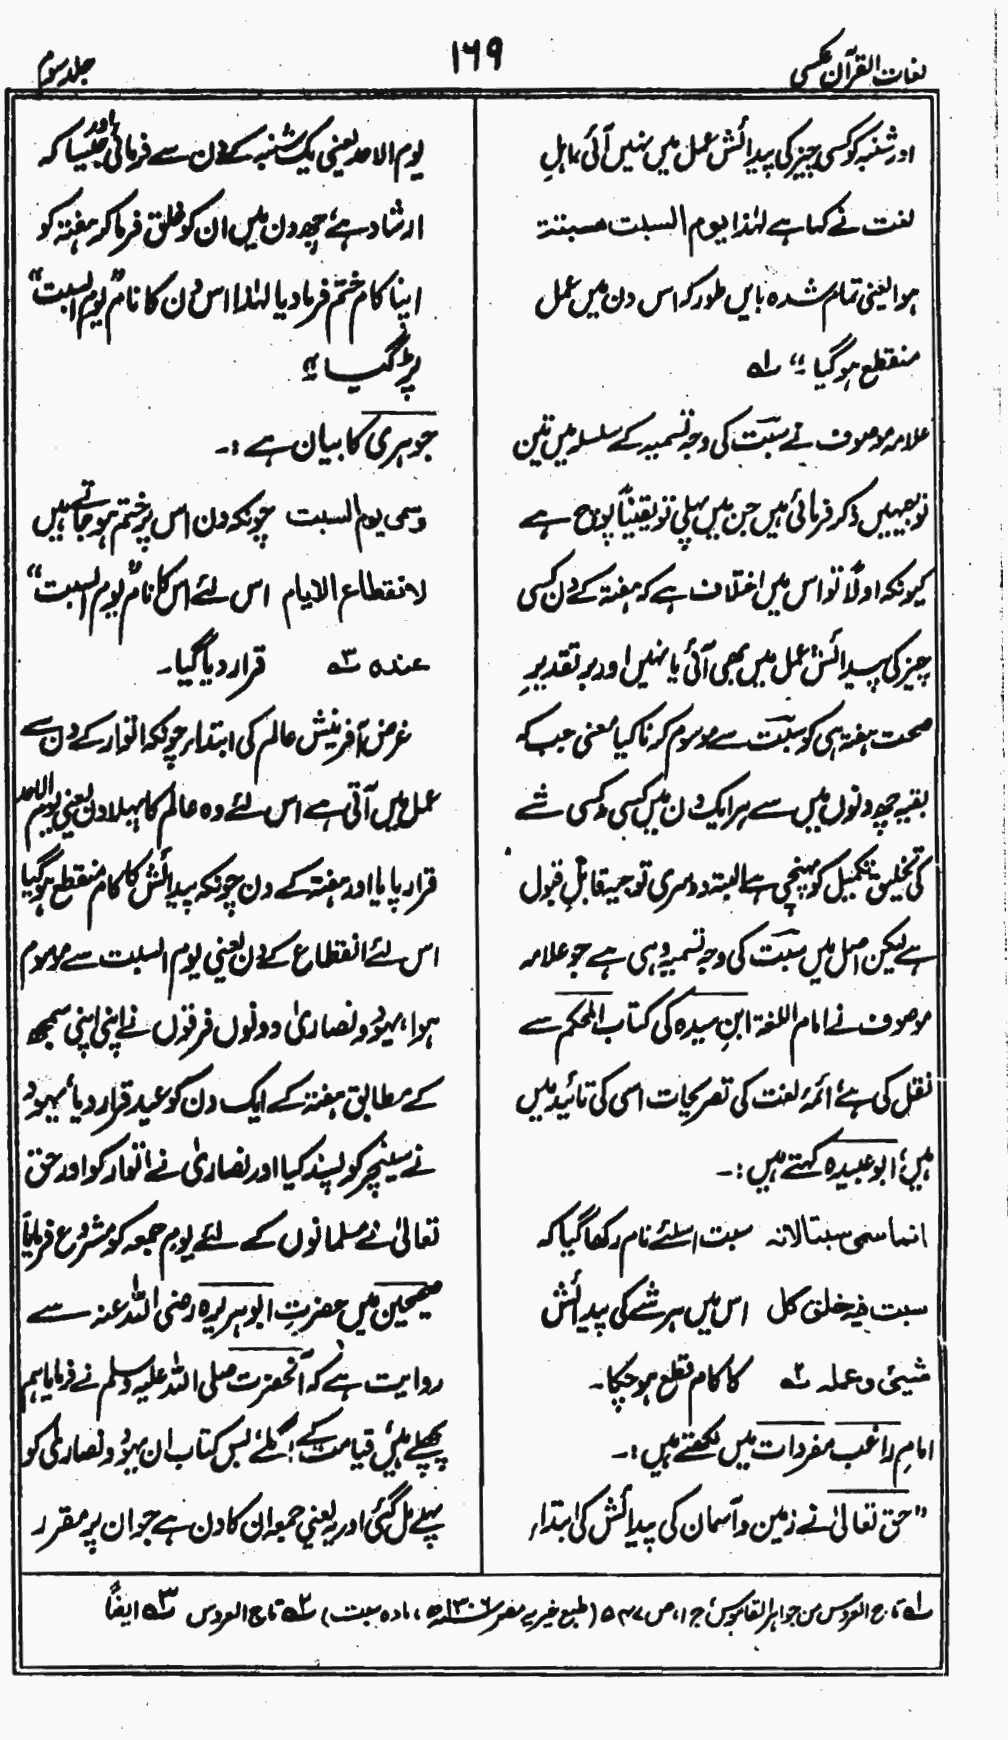 لغات القرآن عکسی
۱۶۹
جلد سوم
اور شنبہ کو کسی چیز کی پیدائش عمل میں نہیں آئی، اہلِ
لغت نے کہا ہے لہٰذا یوم السبت مسبتۃ
ہوا یعنی تمام شدہ بایں طور کہ اس دن میں عمل
منقطع ہو گیا ؛؛ لہ
علامہ موصوف نے سبت کی وجہ تسمیہ کے سلسلہ میں تین
توجیہیں ذکر فرمائی ہیں جن میں پہلی تو یقیناً پوچ ہے
کیونکہ اولاً تو اس میں اختلاف ہے کہ ہفتہ کے دن کسی
چیز کی پیدائش عمل میں بھی آئی یا نہیں اور بر تقدیرِ
صحت ہفتہ ہی کو سبت سے موسوم کرنا کیا معنی جب کہ
بقیہ چھ دنوں میں سے ہر ایک دن میں کسی نہ کسی شے
کی تخلیق تکمیل کو پہنچی ہے البتہ دوسری توجیہ قابلِ قبول
ہے لیکن اصل میں سبت کی وجہ تسمیہ وہی ہے جو علامہ
موصوف نے امام اللغۃ ابنِ سیدہ کی کتاب المحکم سے
نقل کی ہے، ائمۂ لغت کی تصریحات اسی کی تائید میں
ہیں، ابو عبیدہ کہتے ہیں :۔
انما سمی سبتا لانہ سبت اسلئے نام رکھا گیا کہ
سبت فیہ خلق کل اس میں ہر شے کی پیدائش
شیئی وعملہ ۲ہ کا کام قطع ہو چکا۔
امامِ راغب مفردات میں لکھتے ہیں :۔
"حق تعالیٰ نے زمین و آسمان کی پیدائش کی ابتدار
یوم الاحد یعنی یک شنبہ کے دن سے فرمائی اور جیسا کہ
ارشاد ہے، چھ دن میں ان کو خلق فرما کر ہفتہ کو
اپنا کام ختم فرما دیا لہٰذا اس دن کا نام "یوم السبت"
پڑ گیا ؛؛
جوہری کا بیان ہے :۔
وسمی یوم السبت چونکہ دن اس پر ختم ہو جاتے ہیں
لانقطاع الایام اس لئے اس کا نام "یوم السبت"
عندہ ۳ہ قرار دیا گیا۔
غرض آفرینش عالم کی ابتدار چونکہ اتوار کے دن سے
عمل میں آتی ہے اس لئے وہ عالم کا پہلا دن یعنی یوم الاحد
قرار پایا اور ہفتہ کے دن چونکہ پیدائش کا کام منقطع ہو گیا
اس لئے انقطاع کے دن یعنی یوم السبت سے موسوم
ہوا، یہود و نصاریٰ دونوں فرقوں نے اپنی اپنی سمجھ
کے مطابق ہفتہ کے ایک دن کو عید قرار دیا، یہود
نے سنیچر کو پسند کیا اور نصاریٰ نے اتوار کو اور حق
تعالیٰ نے مسلمانوں کے لئے یوم جمعہ کو مشروع فرمایا،
صحیحین میں حضرتِ ابو ہریرہ رضی اللہ عنہ سے
روایت ہے کہ آنحضرت صلی اللہ علیہ وسلم نے فرمایا ہم
پچھلے ہیں، قیامت کے اگلے بس کتاب ان یہود و نصاریٰ کو
پہلے مل گئی اور یہ یعنی جمعہ ان کا دن ہے جو ان پر مقرر
لہ تاج العروس من جواہر القاموس، ج ۱، ص ۵۴۷ (طبع خیریہ مصر ۱۳۰۶ھ، مادہ سبت) ۲ہ تاج العروس ۳ہ ایضاً